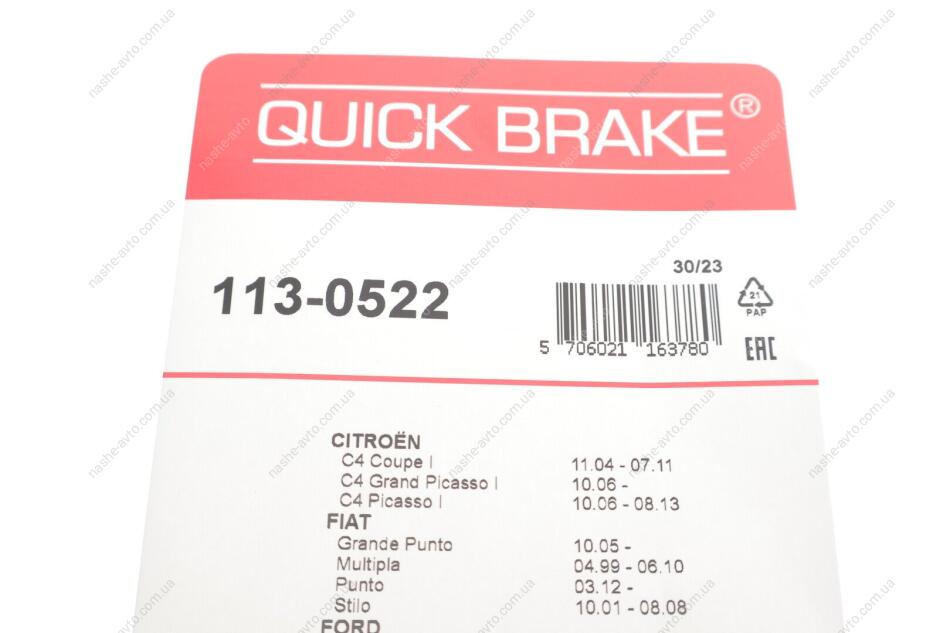 QUICK BRAKE®
30/23
113-0522
21
PAP
5 706021 163780
EAC
CITROËN
C4 Coupe I 11.04 - 07.11
C4 Grand Picasso I 10.06 -
C4 Picasso I 10.06 - 08.13
FIAT
Grande Punto 10.05 -
Multipla 04.99 - 06.10
Punto 03.12 -
Stilo 10.01 - 08.08
FORD
nashe-avto.com.ua